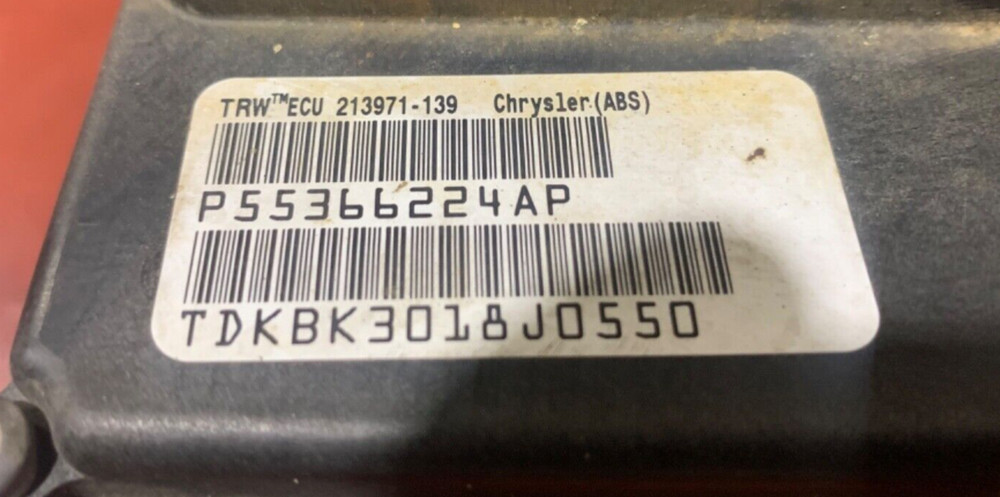 TRW™ECU 213971-139 Chrysler(ABS)
P55366224AP
TDKBK3018J0550